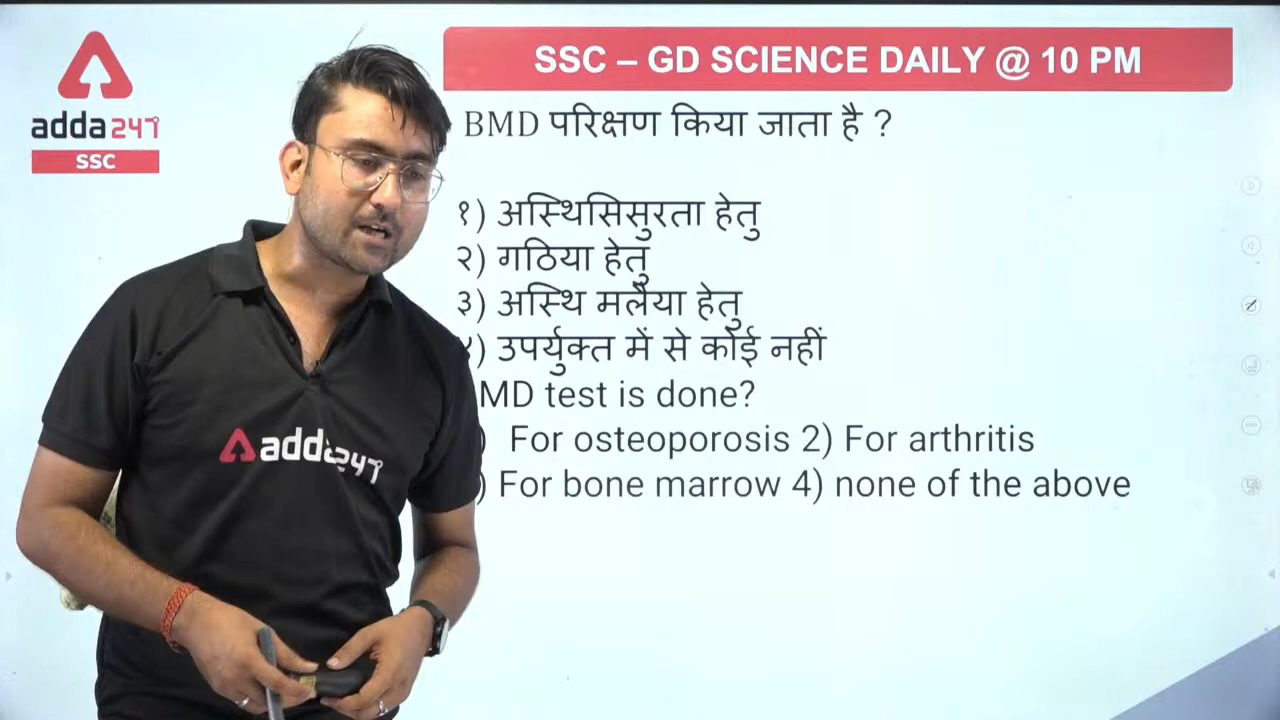 adda247
SSC
SSC – GD SCIENCE DAILY @ 10 PM
BMD परिक्षण किया जाता है ?
१) अस्थिसिसुरता हेतु
२) गठिया हेतु
३) अस्थि मलैया हेतु
४) उपर्युक्त में से कोई नहीं
MD test is done?
) For osteoporosis 2) For arthritis
) For bone marrow 4) none of the above
adda247